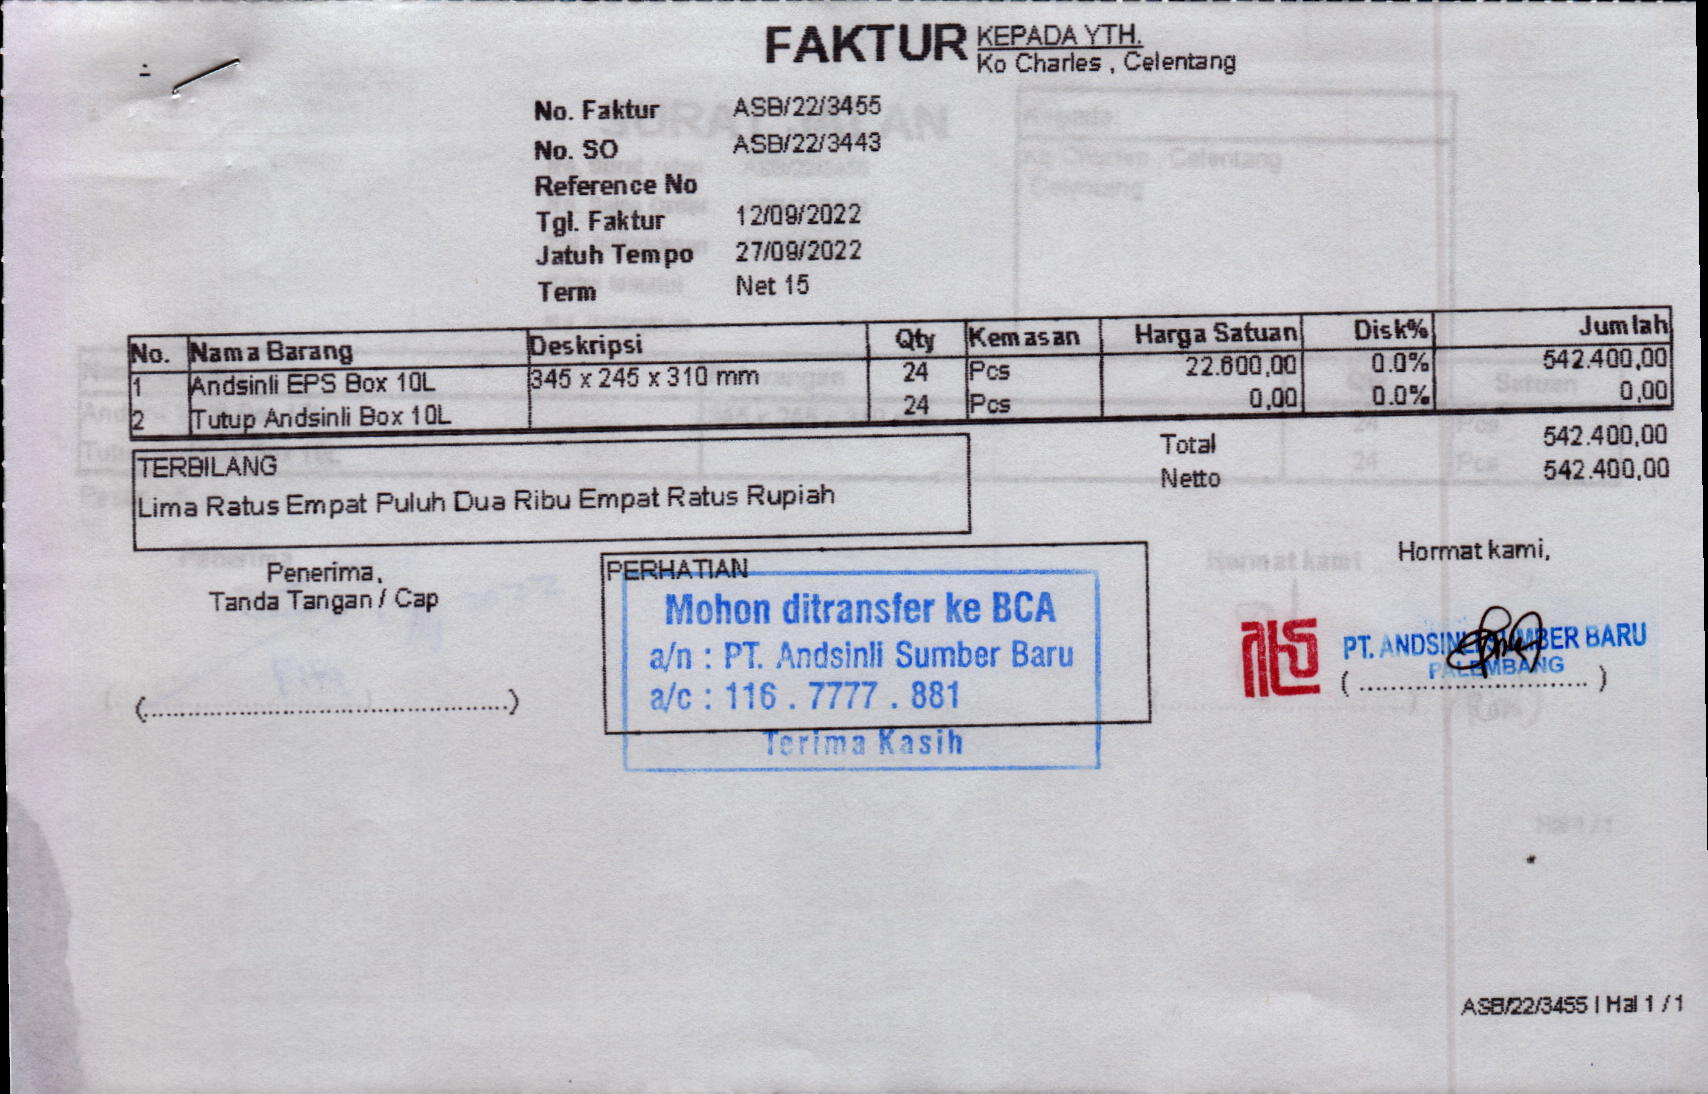 FAKTUR
KEPADA YTH.
Ko Charles , Celentang
No. Faktur ASB/22/3455
No. SO ASB/22/3443
Reference No
Tgl. Faktur 12/09/2022
Jatuh Tempo 27/09/2022
Term Net 15
No. Nama Barang Deskripsi Qty Kemasan Harga Satuan Disk% Jumlah
1 Andsinli EPS Box 10L 345 x 245 x 310 mm 24 Pcs 22.600,00 0.0% 542.400,00
2 Tutup Andsinli Box 10L 24 Pcs 0,00 0.0% 0,00
Total 542.400,00
Netto 542.400,00
TERBILANG
Lima Ratus Empat Puluh Dua Ribu Empat Ratus Rupiah
Penerima,
Tanda Tangan / Cap
(................................................)
PERHATIAN
Mohon ditransfer ke BCA
a/n : PT. Andsinli Sumber Baru
a/c : 116 . 7777 . 881
Terima Kasih
Hormat kami,
PT. ANDSINLI SUMBER BARU
PALEMBANG
( ................................ )
ASB/22/3455 | Hal 1 / 1